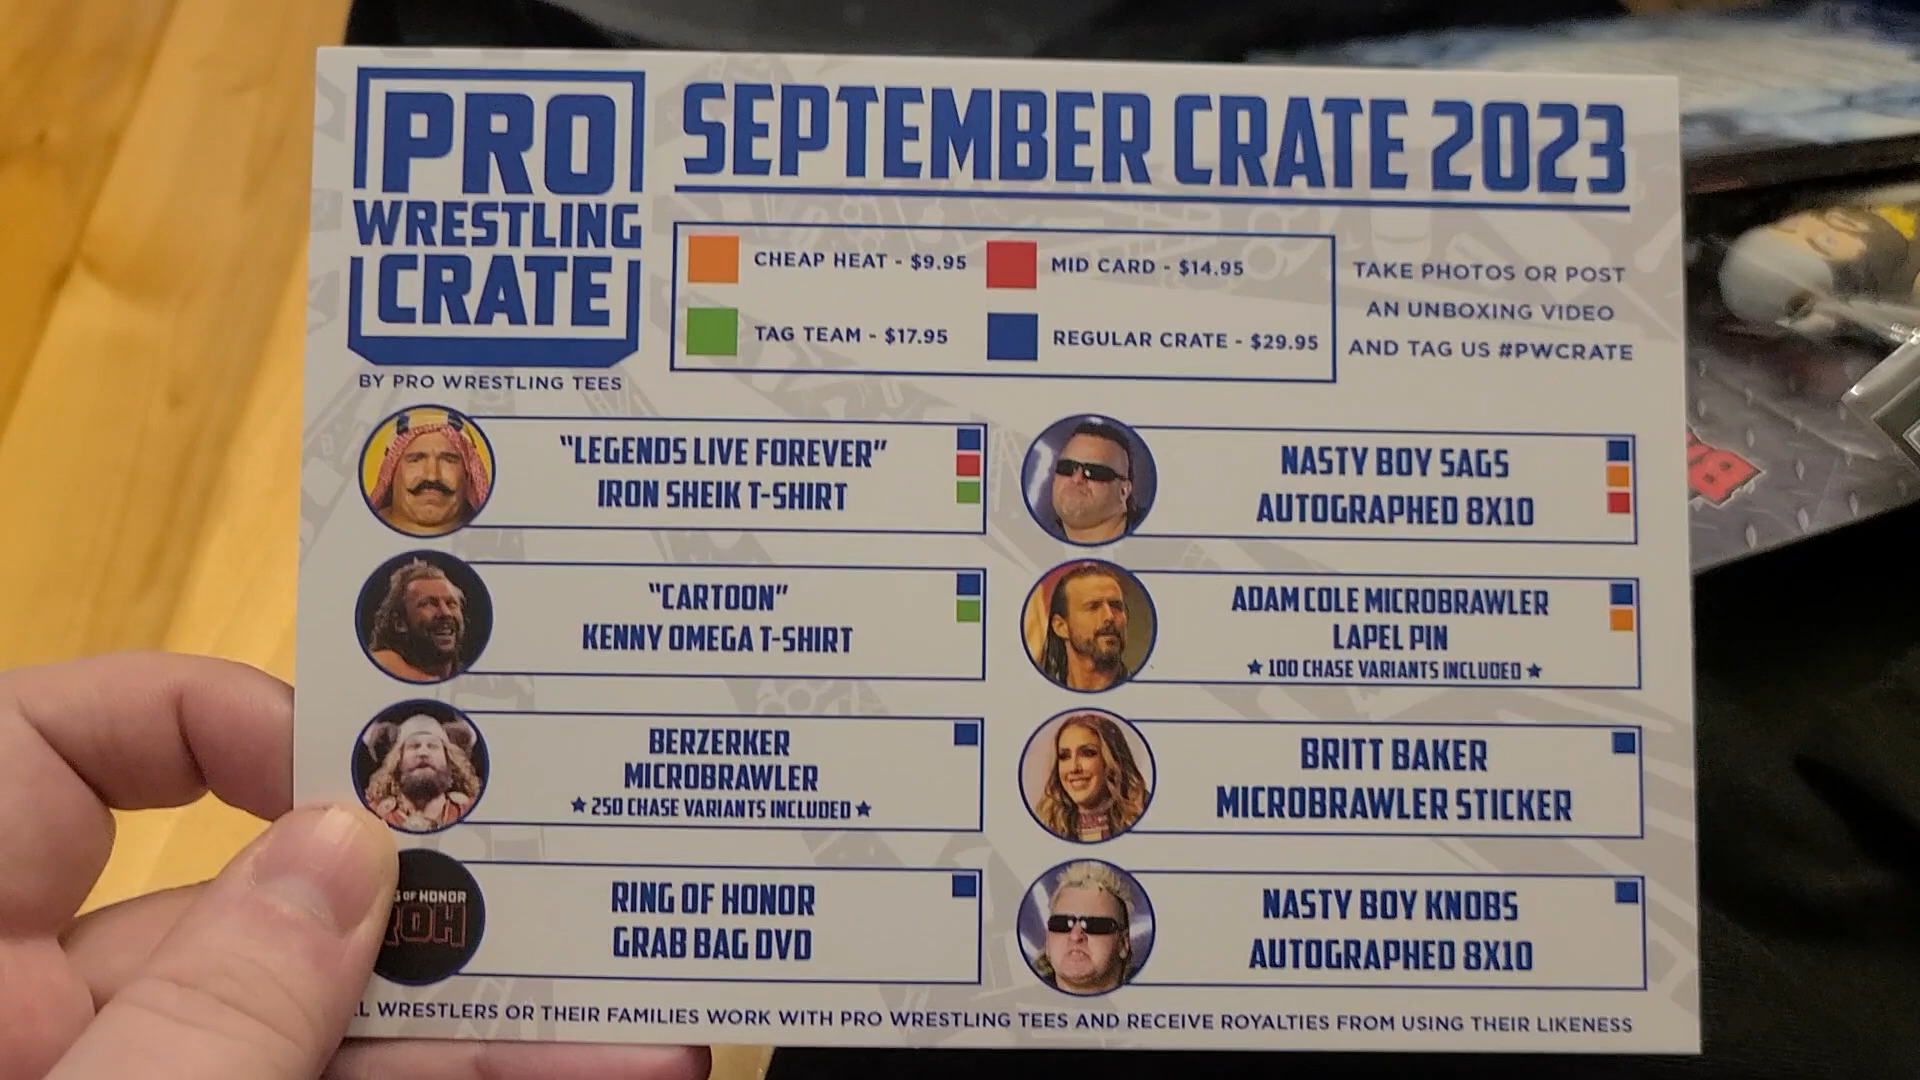 PRO
WRESTLING
CRATE
BY PRO WRESTLING TEES
SEPTEMBER CRATE 2023
CHEAP HEAT - $9.95
MID CARD - $14.95
TAG TEAM - $17.95
REGULAR CRATE - $29.95
TAKE PHOTOS OR POST
AN UNBOXING VIDEO
AND TAG US #PWCRATE
"LEGENDS LIVE FOREVER"
IRON SHEIK T-SHIRT
NASTY BOY SAGS
AUTOGRAPHED 8X10
"CARTOON"
KENNY OMEGA T-SHIRT
ADAM COLE MICROBRAWLER
LAPEL PIN
★ 100 CHASE VARIANTS INCLUDED ★
BERZERKER
MICROBRAWLER
★ 250 CHASE VARIANTS INCLUDED ★
BRITT BAKER
MICROBRAWLER STICKER
OF HONOR
ROH
RING OF HONOR
GRAB BAG DVD
NASTY BOY KNOBS
AUTOGRAPHED 8X10
WRESTLERS OR THEIR FAMILIES WORK WITH PRO WRESTLING TEES AND RECEIVE ROYALTIES FROM USING THEIR LIKENESS